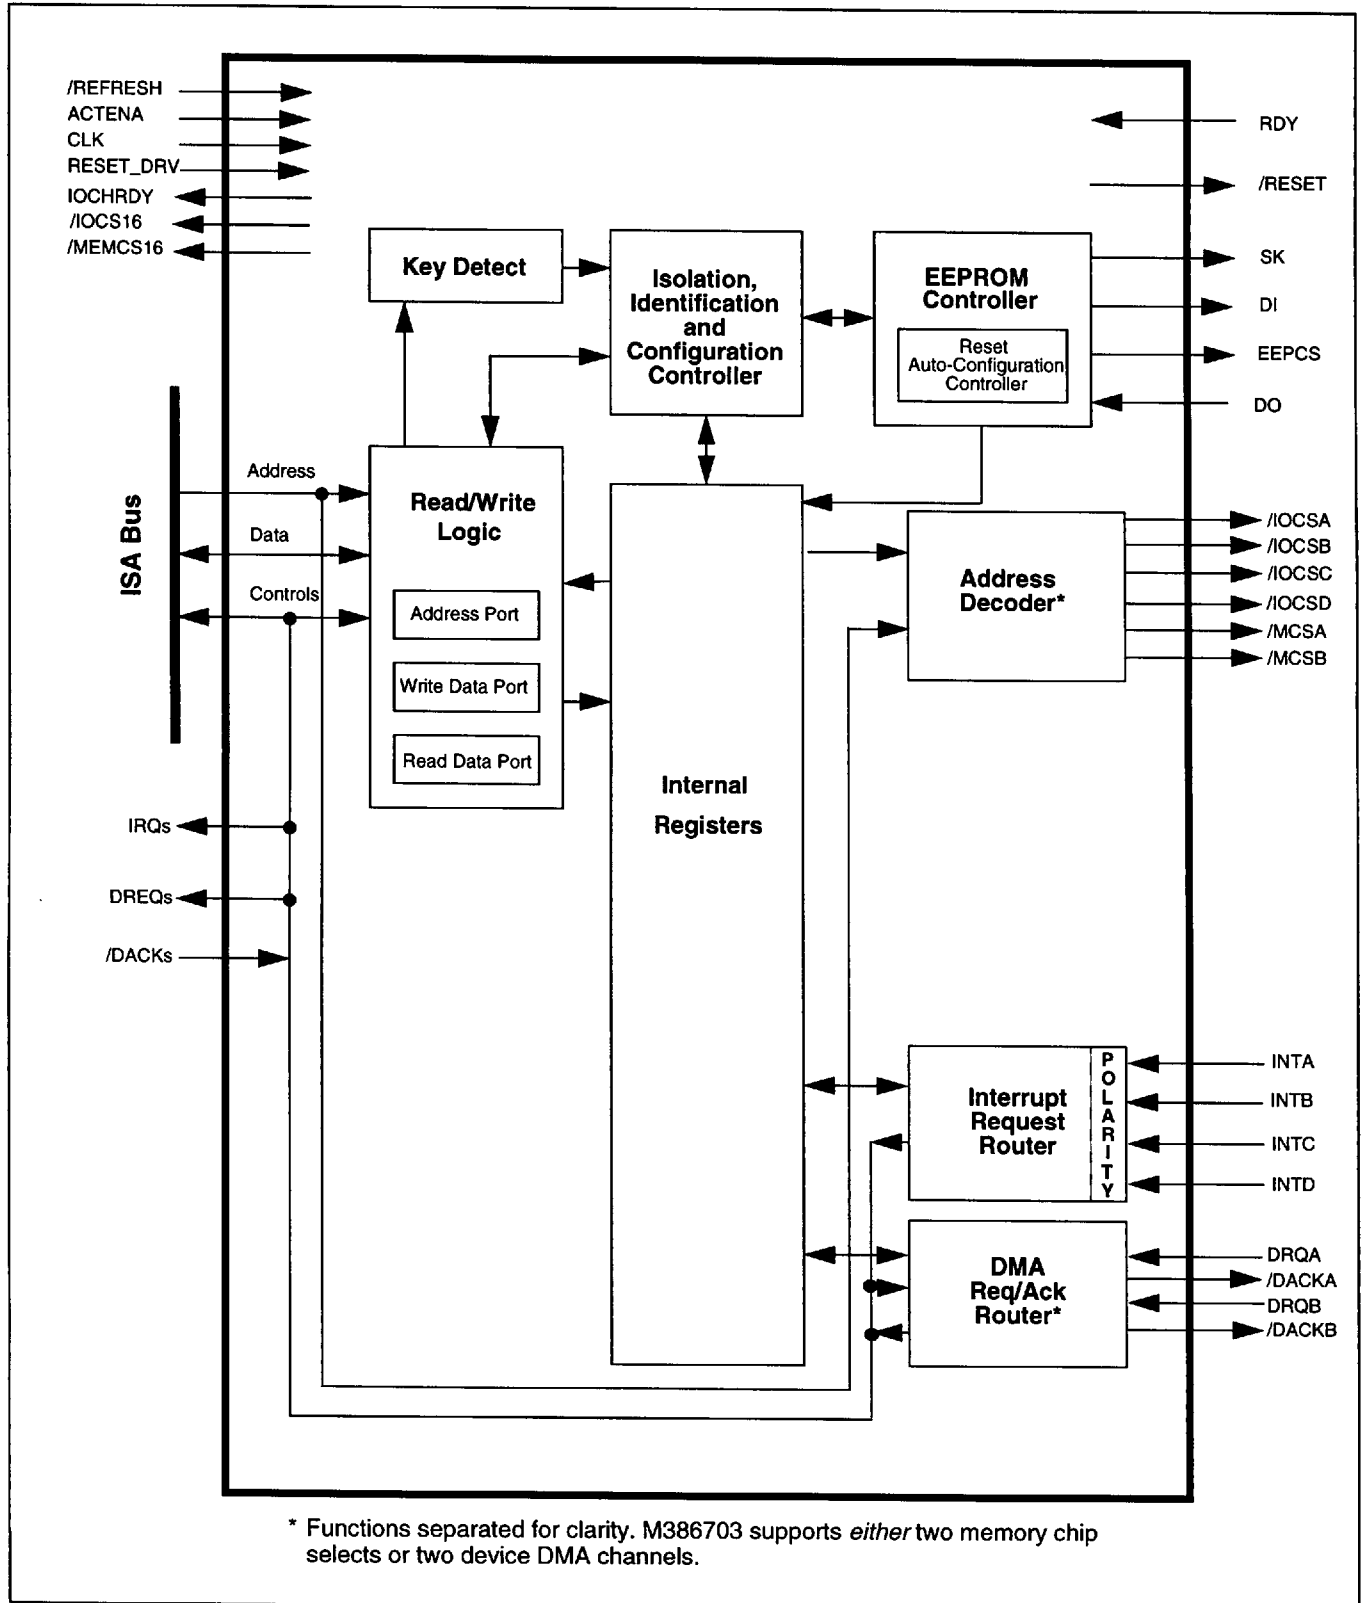 /REFRESH
ACTENA
CLK
RESET_DRV
IOCHRDY
/IOCS16
/MEMCS16
RDY
/RESET
SK
DI
EEPCS
DO
Key Detect
Isolation,
Identification
and
Configuration
Controller
EEPROM
Controller
Reset
Auto-Configuration
Controller
ISA Bus
Address
Data
Controls
Read/Write
Logic
Address Port
Write Data Port
Read Data Port
Internal
Registers
Address
Decoder*
/IOCSA
/IOCSB
/IOCSC
/IOCSD
/MCSA
/MCSB
IRQs
DREQs
/DACKs
Interrupt
Request
Router
POLARITY
INTA
INTB
INTC
INTD
DMA
Req/Ack
Router*
DRQA
/DACKA
DRQB
/DACKB
* Functions separated for clarity. M386703 supports either two memory chip
selects or two device DMA channels.